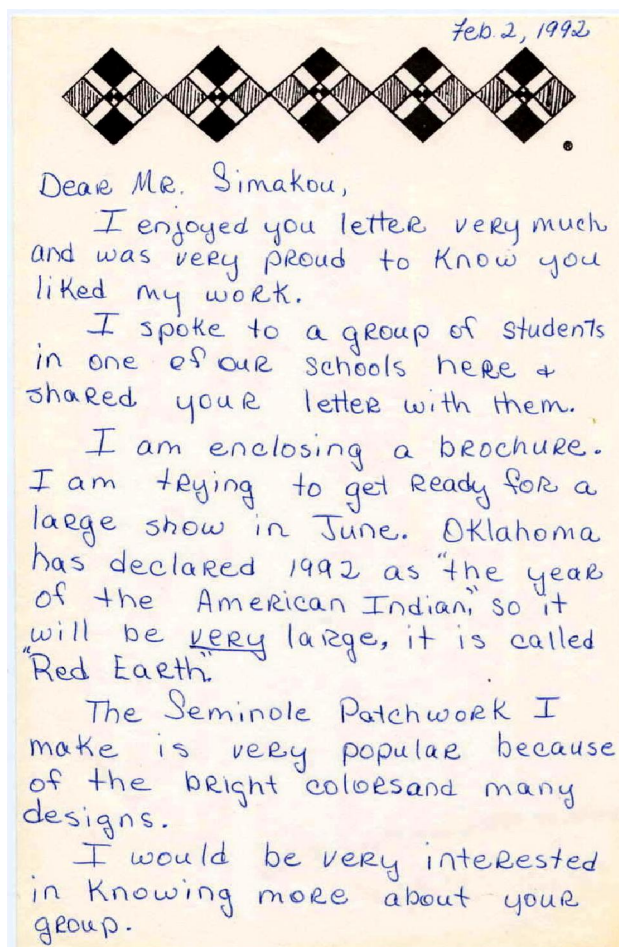 Feb. 2, 1992
®
Dear Mr. Simakou,
I enjoyed you letter very much
and was very proud to know you
liked my work.
I spoke to a group of students
in one of our schools here &
shared your letter with them.
I am enclosing a brochure.
I am trying to get ready for a
large show in June. Oklahoma
has declared 1992 as "the year
of the American Indian," so it
will be very large, it is called
"Red Earth".
The Seminole Patchwork I
make is very popular because
of the bright colorsand many
designs.
I would be very interested
in knowing more about your
group.